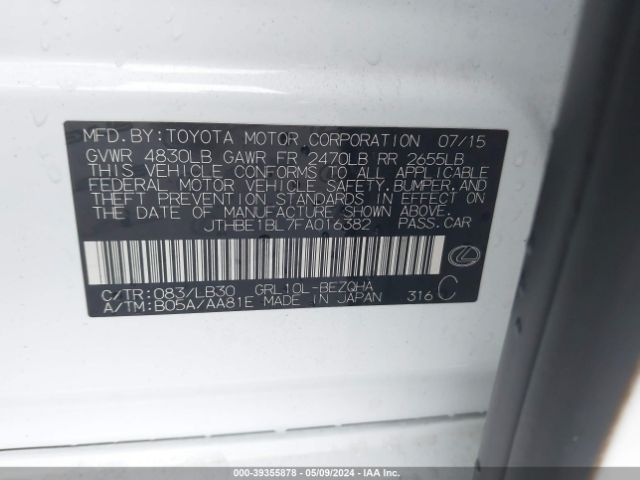 MFD.BY:TOYOTA MOTOR CORPORATION 07/15
GVWR 4830LB GAWR FR 2470LB RR 2655LB
THIS VEHICLE CONFORMS TO ALL APPLICABLE
FEDERAL MOTOR VEHICLE SAFETY,BUMPER,AND
THEFT PREVENTION STANDARDS IN EFFECT ON
THE DATE OF MANUFACTURE SHOWN ABOVE.
JTHBE1BL7FA016382 PASS.CAR
C/TR:083/LB30 GRL10L-BEZQHA
A/TM:B05A/AA81E MADE IN JAPAN 316 C
000-39355878 - 05/09/2024 - IAA Inc.